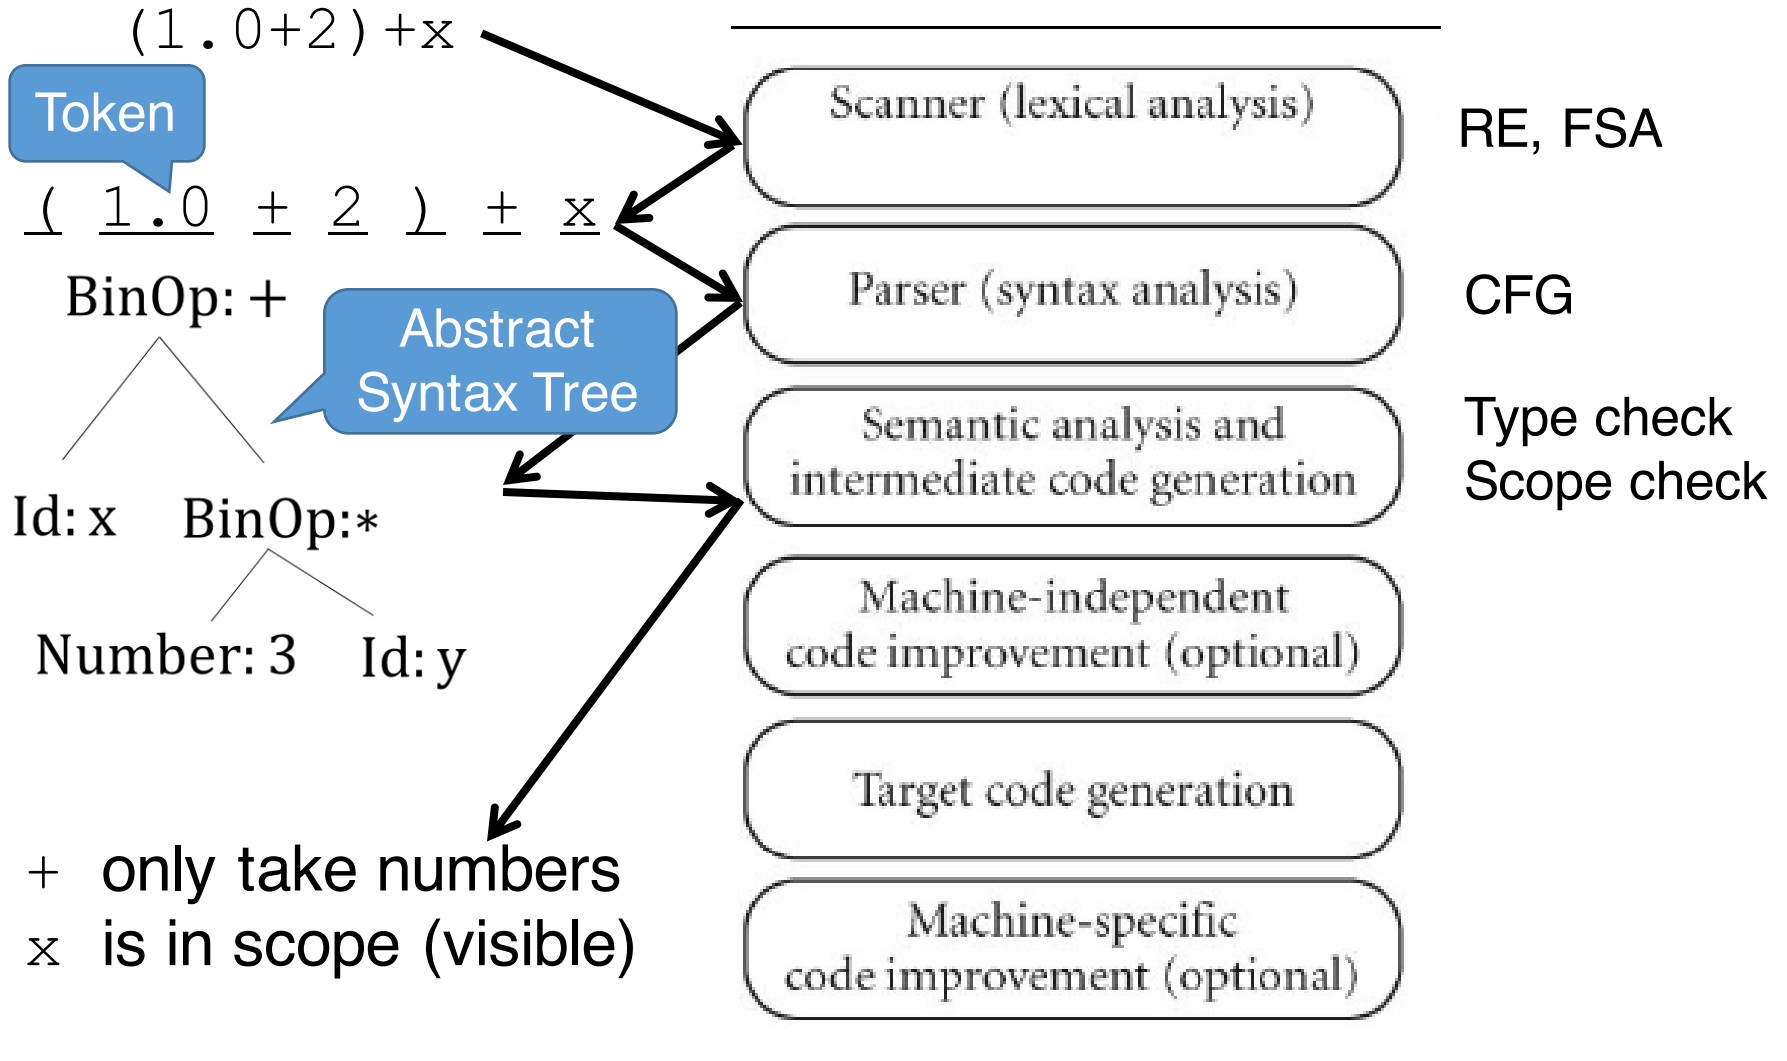 (1.0+2)+x
Token
( 1.0 + 2 ) + x
BinOp: +
Abstract
Syntax Tree
Id: x BinOp:*
Number: 3 Id: y
+ only take numbers
x is in scope (visible)
Scanner (lexical analysis)
RE, FSA
Parser (syntax analysis)
CFG
Semantic analysis and
intermediate code generation
Type check
Scope check
Machine-independent
code improvement (optional)
Target code generation
Machine-specific
code improvement (optional)